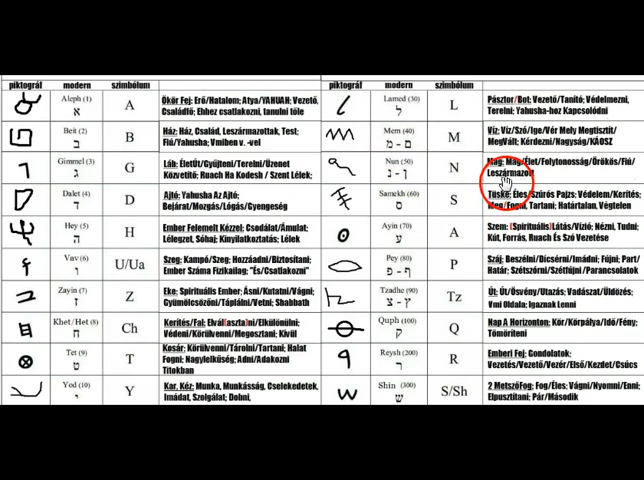 piktográf modern szimbólum piktográf modern szimbólum
Aleph (1)
א
A
Ökör Fej: Erő/Hatalom; Atya/YAHUAH; Vezető,
Családfő; Ehhez csatlakozni, tanulni tőle
Beit (2)
ב
B
Ház: Ház, Család, Leszármazottak, Test;
Fiú/Yahuah; Vmiben v. -vel
Gimmel (3)
ג
G
Láb: ÉletÚt/Gyűjteni/Terelni/Üzenet
Közvetítő; Ruach Ha Kodesh / Szent Lélek;
Dalet (4)
ד
D
Ajtó: Yahusha Az Ajtó;
Bejárat/Mozgás/Lógás/Gyengeség
Hey (5)
ה
H
Ember Felemelt Kézzel: Csodálat/Ámulat;
Lélegzet, Sóhaj; Kinyilatkoztatás; Lélek
Vav (6)
ו
U/Ua
Szeg: Kampó/Szeg; Hozzáadni/Biztosítani;
Ember Száma Fizikailag; "És/Csatlakozni"
Zayin (7)
ז
Z
Eke: Spirituális Ember; Ásni/Kutatni/Vágni;
Gyümölcsözőni/Táplálni/Vetni; Shabbath
Khet/Het (8)
ח
Ch
Kerítés/Fal: Elvál(aszta)ni/Elkülönülni;
Védeni/Körülvenni/Megosztani; Kívül
Tet (9)
ט
T
Kosár: Körülvenni/Tárolni/Tartani; Halat
Fogni; Nagylelkűség; Adni/Adakozni
Titokban
Yod (10)
י
Y
Kar, Kéz: Munka, Munkásság, Cselekedetek,
Imádat, Szolgálat; Dobni,
Lamed (30)
ל
L
Pásztor/Bot: Vezető/Tanító; Védelmezni,
Terelni; Yahusha-hoz Kapcsolódni
Mem (40)
ם - מ
M
Víz: Víz/Szó/Ige/Vér Mely Megtisztít/
MegVált; Kérdezni/Nagyság/KÁOSZ
Nun (50)
ן - נ
N
Mag: Mag/Élet/Folytonosság/Örökös/Fiú/
Leszármazott
Samekh (60)
ס
S
Tüske: Éles/Szúrós Pajzs; Védelem/Kerítés;
Meg/Fogni, Tartani; Határtalan, Végtelen
Ayin (70)
ע
A
Szem: (Spirituális)Látás/Vízió; Nézni, Tudni;
Kút, Forrás, Ruach És Szó Vezetése
Pey (80)
ף - פ
P
Száj: Beszélni/Dicsérni/Imádni; Fújni; Part/
Határ; Szétszórni/Szétfújni/Parancsolatok
Tzadhe (90)
ץ - צ
Tz
Út: Út/Ösvény/Utazás; Vadászat/Üldözés;
Vmi Oldala; Igaznak lenni
Quph (100)
ק
Q
Nap A Horizonton: Kör/Körpálya/Idő/Fény;
Tömöríteni
Reysh (200)
ר
R
Emberi Fej: Gondolatok;
Vezetés/Vezető/Vezér/Első/Kezdet/Csúcs
Shin (300)
ש
S/Sh
2 MetszőFog: Fog/Éles; Vágni/Nyomni/Enni;
Elpusztítani; Pár/Második